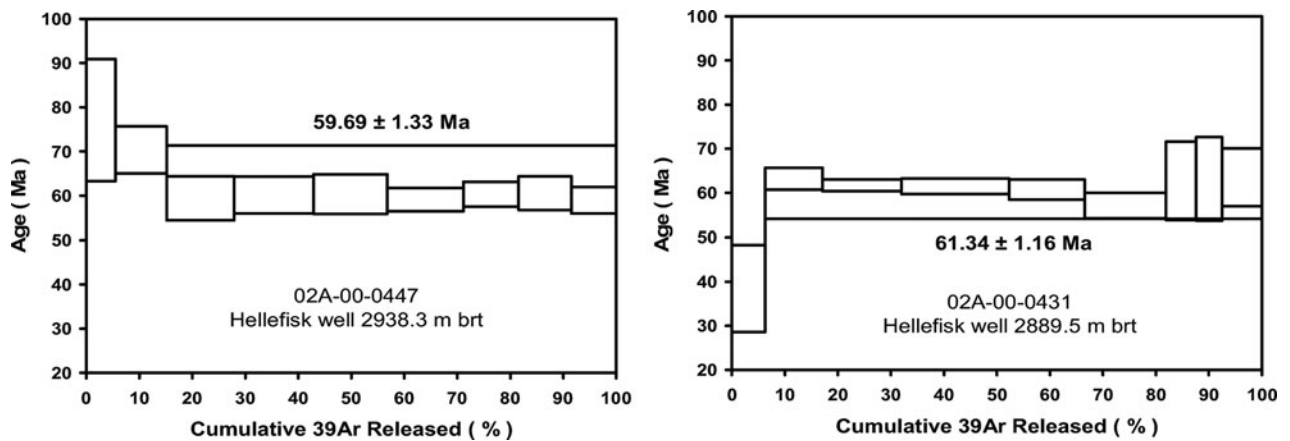 100
90
80
70
60
50
40
30
20
Age ( Ma )
59.69 ± 1.33 Ma
02A-00-0447
Hellefisk well 2938.3 m brt
0 10 20 30 40 50 60 70 80 90 100
Cumulative 39Ar Released ( % )
100
90
80
70
60
50
40
30
20
Age ( Ma )
61.34 ± 1.16 Ma
02A-00-0431
Hellefisk well 2889.5 m brt
0 10 20 30 40 50 60 70 80 90 100
Cumulative 39Ar Released ( % )